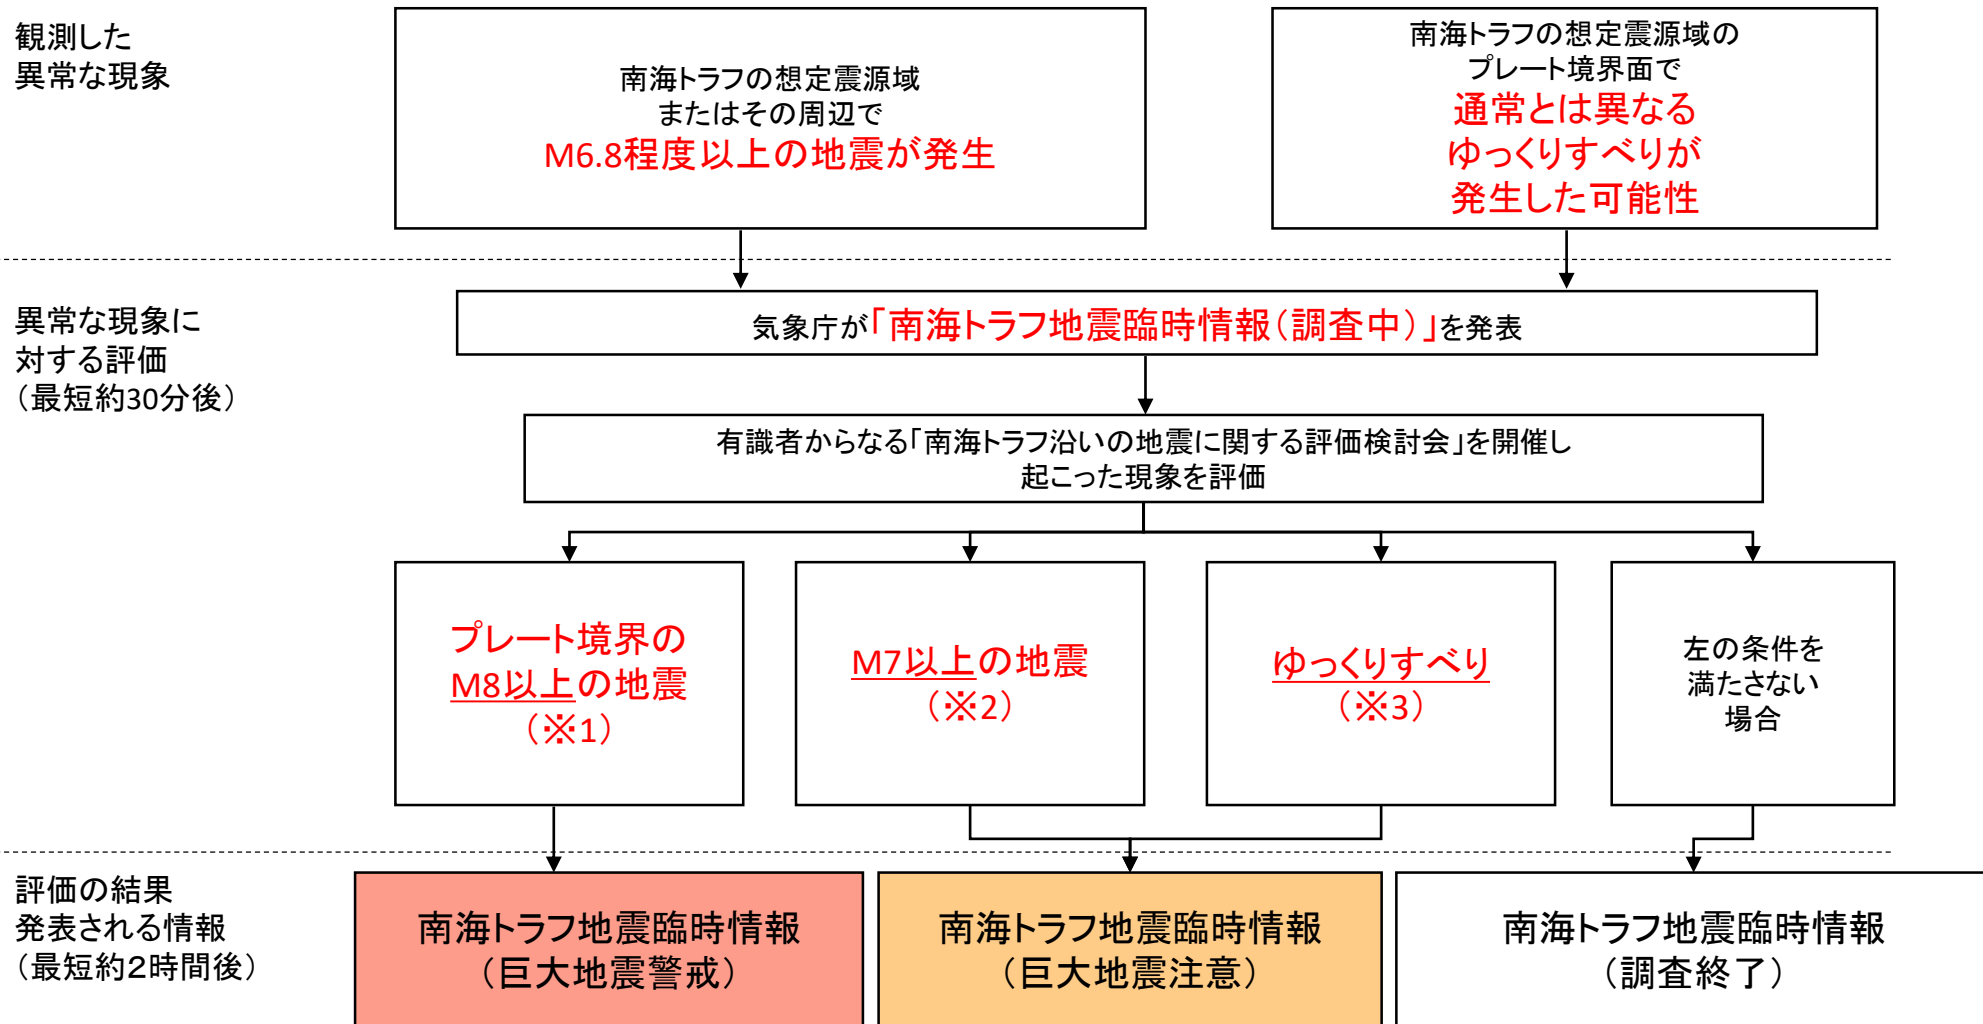 観測した
異常な現象
南海トラフの想定震源域
またはその周辺で
M6.8程度以上の地震が発生
南海トラフの想定震源域の
プレート境界面で
通常とは異なる
ゆっくりすべりが
発生した可能性
異常な現象に
対する評価
（最短約30分後）
気象庁が「南海トラフ地震臨時情報（調査中）」を発表
有識者からなる「南海トラフ沿いの地震に関する評価検討会」を開催し
起こった現象を評価
プレート境界の
M8以上の地震
（※1）
M7以上の地震
（※2）
ゆっくりすべり
（※3）
左の条件を
満たさない
場合
評価の結果
発表される情報
（最短約２時間後）
南海トラフ地震臨時情報
（巨大地震警戒）
南海トラフ地震臨時情報
（巨大地震注意）
南海トラフ地震臨時情報
（調査終了）